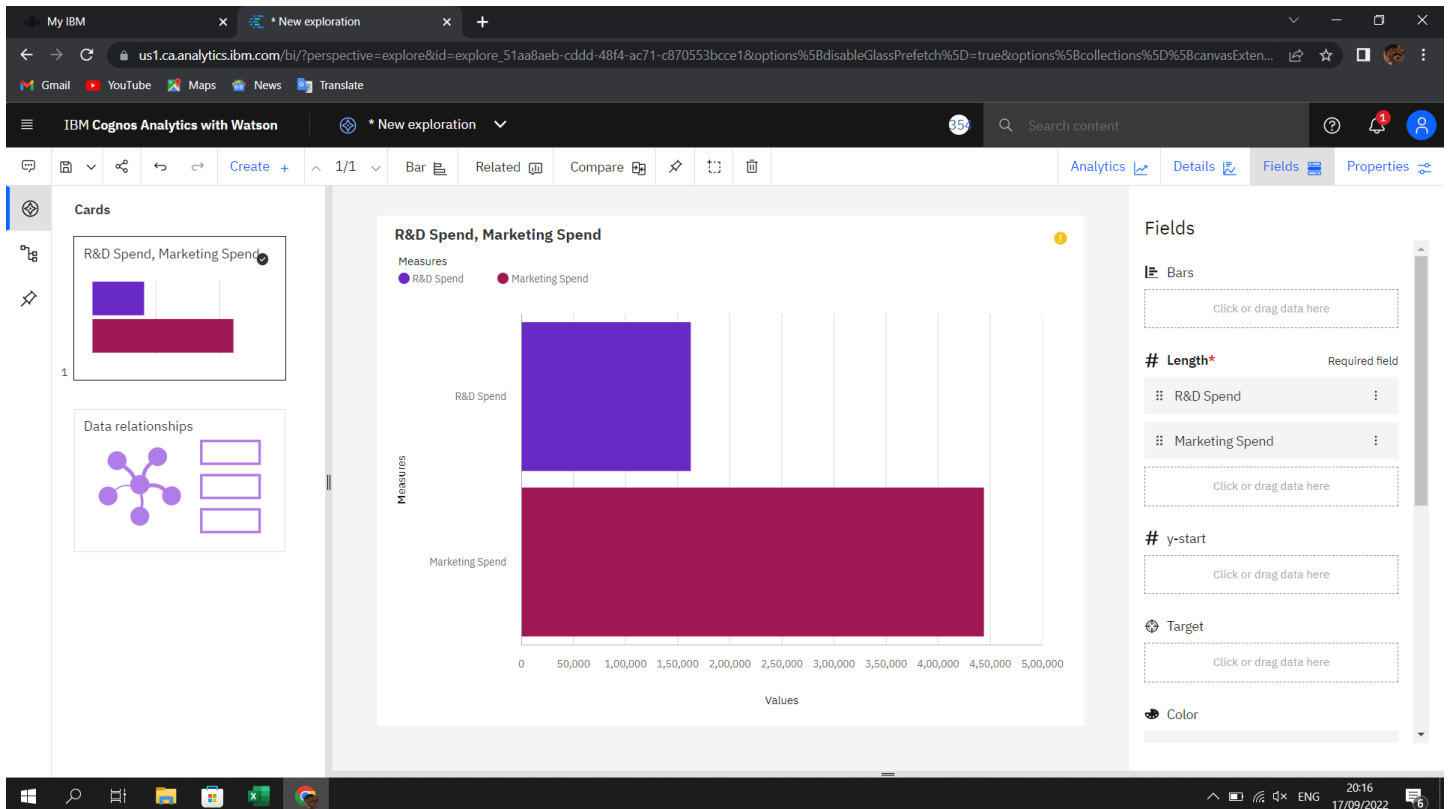 My IBM
* New exploration
us1.ca.analytics.ibm.com/bi/?perspective=explore&id=explore_51aa8aeb-cddd-48f4-ac71-c870553bcce1&options%5BdisableGlassPrefetch%5D=true&options%5Bcollections%5D%5BcanvasExten...
Gmail YouTube Maps News Translate
IBM Cognos Analytics with Watson * New exploration 354 Search content 1
Create 1/1 Bar Related Compare Analytics Details Fields Properties
Cards
R&D Spend, Marketing Spend
1
Data relationships
R&D Spend, Marketing Spend
Measures
R&D Spend Marketing Spend
R&D Spend
Marketing Spend
Measures
0 50,000 1,00,000 1,50,000 2,00,000 2,50,000 3,00,000 3,50,000 4,00,000 4,50,000 5,00,000
Values
Fields
Bars
Click or drag data here
# Length* Required field
R&D Spend
Marketing Spend
Click or drag data here
# y-start
Click or drag data here
Target
Click or drag data here
Color
ENG
20:16
17/09/2022
6